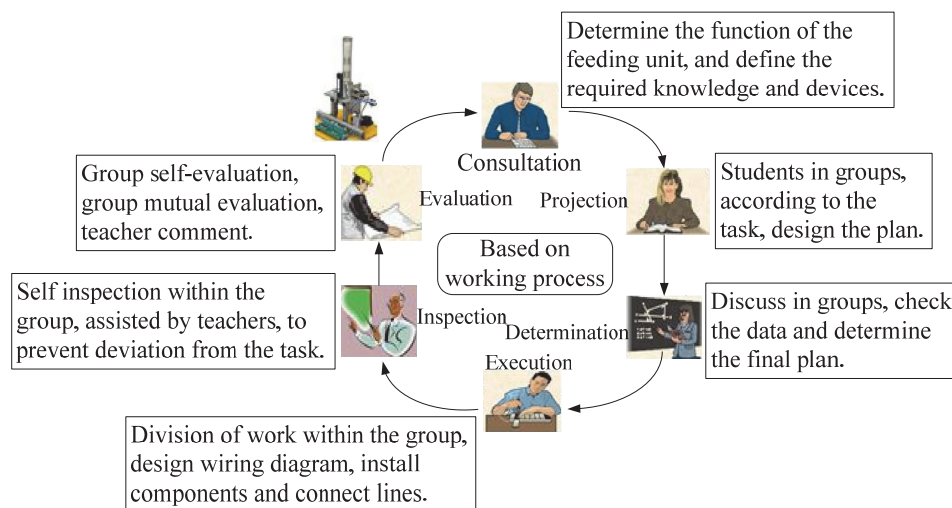 Determine the function of the
feeding unit, and define the
required knowledge and devices.
Consultation
Group self-evaluation,
group mutual evaluation,
teacher comment.
Evaluation
Projection
Students in groups,
according to the
task, design the plan.
Based on
working process
Self inspection within the
group, assisted by teachers, to
prevent deviation from the task.
Inspection
Determination
Discuss in groups, check
the data and determine
the final plan.
Execution
Division of work within the group,
design wiring diagram, install
components and connect lines.